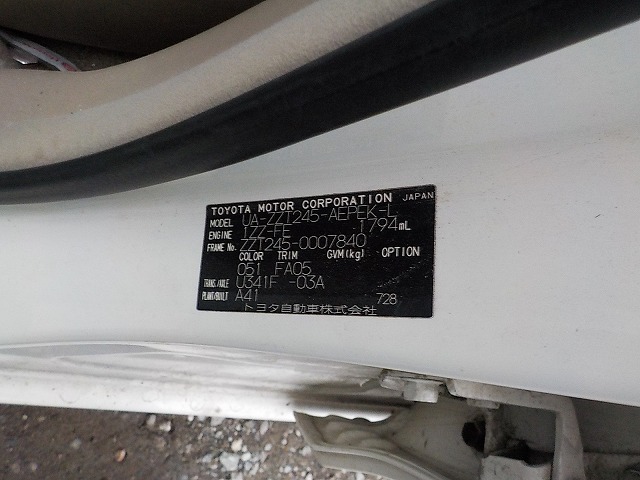 TOYOTA MOTOR CORPORATION JAPAN
MODEL UA-ZZT245-AEPEK-L
ENGINE 1ZZ-FE 1794mL
FRAME No. ZZT245-0007840
COLOR TRIM GVM(kg) OPTION
051 FA05
TRANS./AXLE U341F -03A
PLANT/BUILT A41 728
トヨタ自動車株式会社